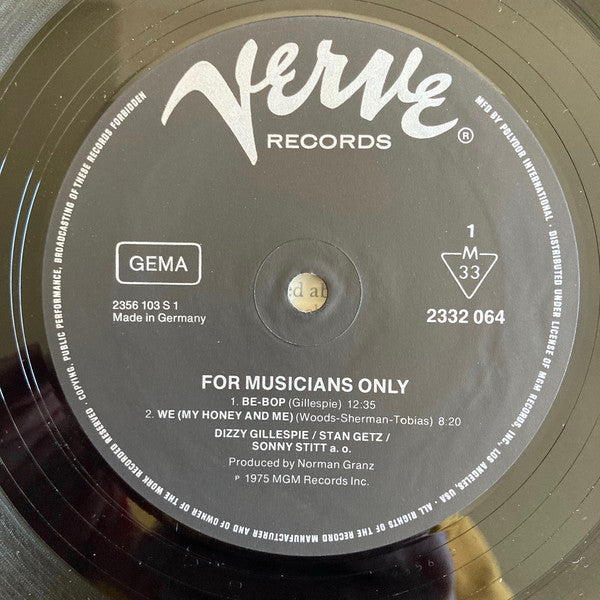 Verve
RECORDS ®
GEMA
2356 103 S 1
Made in Germany
1
M
33
2332 064
FOR MUSICIANS ONLY
1. BE-BOP (Gillespie) 12:35
2. WE (MY HONEY AND ME) (Woods-Sherman-Tobias) 8:20
DIZZY GILLESPIE / STAN GETZ /
SONNY STITT a. o.
Produced by Norman Granz
℗ 1975 MGM Records Inc.
MFD BY POLYDOR INTERNATIONAL · DISTRIBUTED UNDER LICENSE OF MGM RECORDS, INC., LOS ANGELES, USA · ALL RIGHTS OF THE RECORD MANUFACTURER AND OF OWNER OF THE WORK RECORDED RESERVED · COPYING, PUBLIC PERFORMANCE, BROADCASTING OF THESE RECORDS FORBIDDEN